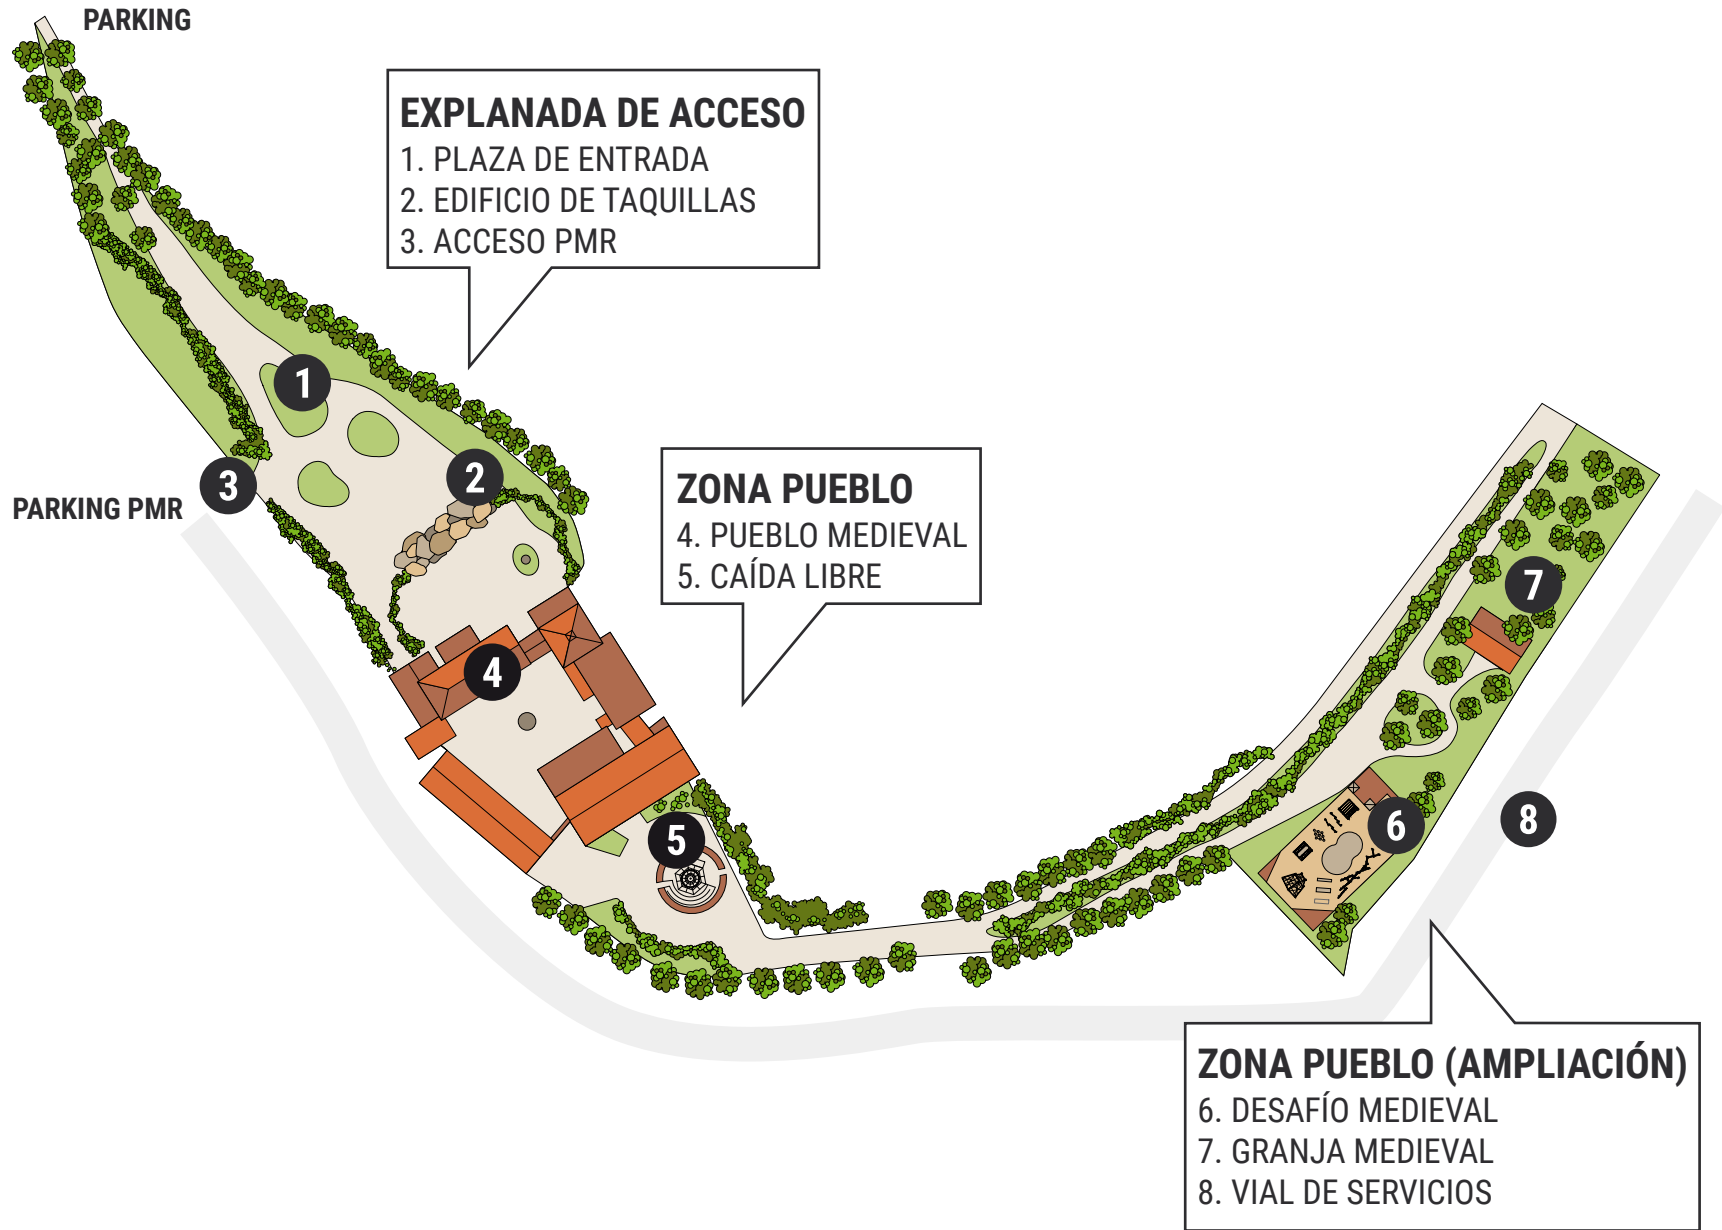 PARKING
EXPLANADA DE ACCESO
1. PLAZA DE ENTRADA
2. EDIFICIO DE TAQUILLAS
3. ACCESO PMR
1
2
3
PARKING PMR
ZONA PUEBLO
4. PUEBLO MEDIEVAL
5. CAÍDA LIBRE
7
4
6
8
5
ZONA PUEBLO (AMPLIACIÓN)
6. DESAFÍO MEDIEVAL
7. GRANJA MEDIEVAL
8. VIAL DE SERVICIOS